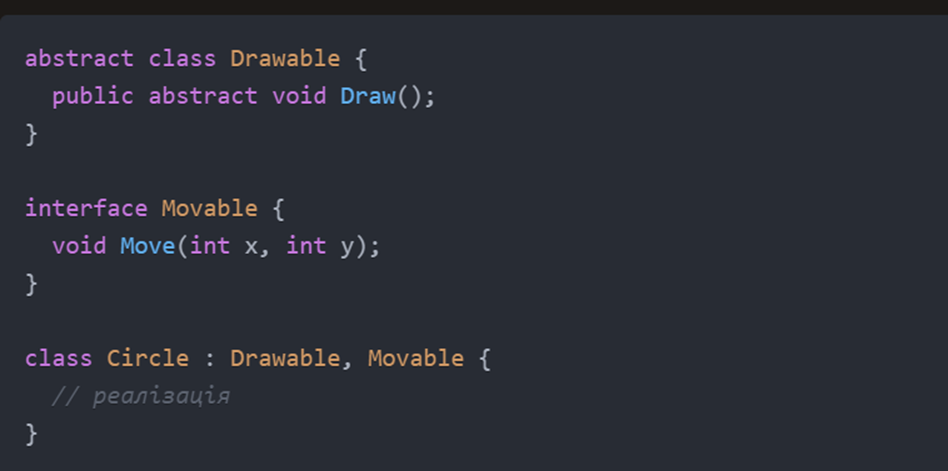 abstract class Drawable {
  public abstract void Draw();
}

interface Movable {
  void Move(int x, int y);
}

class Circle : Drawable, Movable {
  // реалізація
}